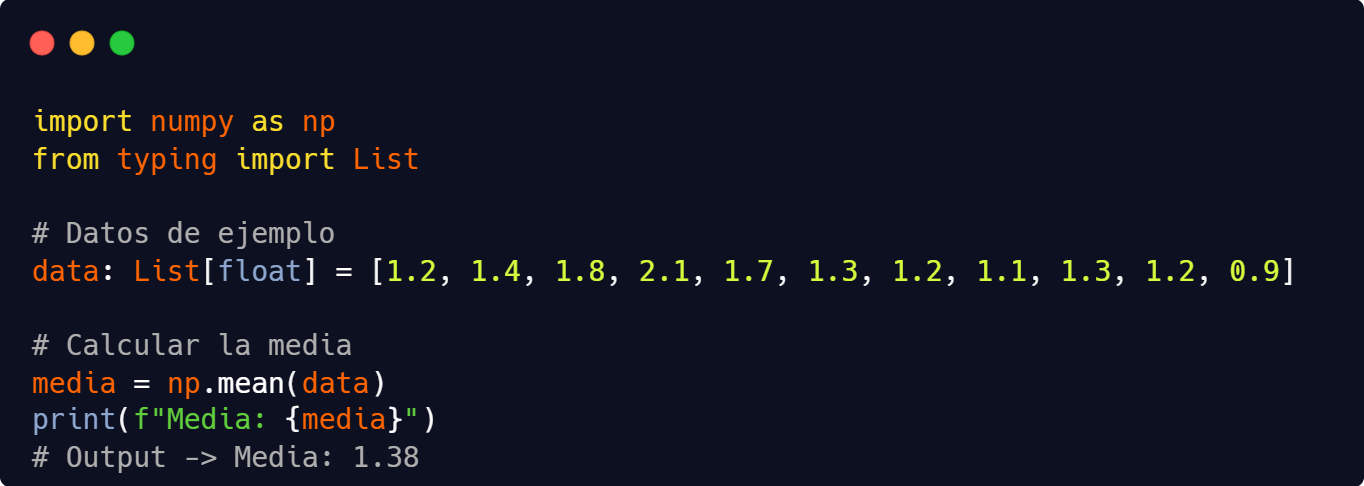 import numpy as np
from typing import List
# Datos de ejemplo
data: List[float] = [1.2, 1.4, 1.8, 2.1, 1.7, 1.3, 1.2, 1.1, 1.3, 1.2, 0.9]
# Calcular la media
media = np.mean(data)
print(f"Media: {media}")
# Output -> Media: 1.38